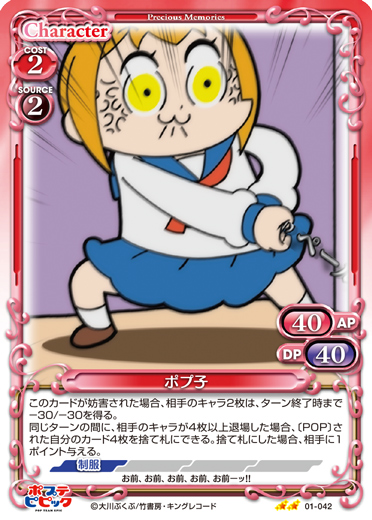 Precious Memories
Character
COST
2
SOURCE
2
ペー
40 AP
DP 40
ポプ子
このカードが妨害された場合、相手のキャラ2枚は、ターン終了時まで
−30/−30を得る。
同じターンの間に、相手のキャラが4枚以上退場した場合、〔POP〕さ
れた自分のカード4枚を捨て札にできる。捨て札にした場合、相手に1
ポイント与える。
制服
お前、お前、お前、お前、お前ーッ!!
ポプテ
ピピック
POP TEAM EPIC
©大川ぶくぶ/竹書房・キングレコード
★★ 01-042